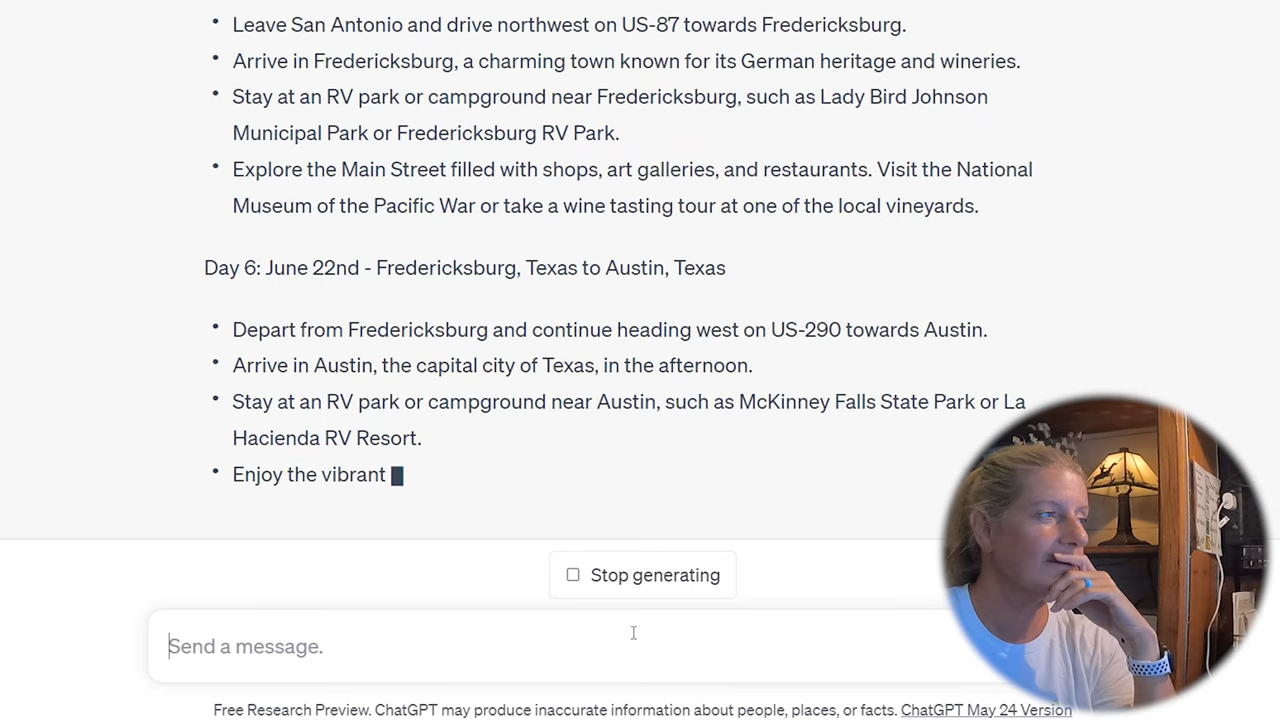 Leave San Antonio and drive northwest on US-87 towards Fredericksburg.
Arrive in Fredericksburg, a charming town known for its German heritage and wineries.
Stay at an RV park or campground near Fredericksburg, such as Lady Bird Johnson
Municipal Park or Fredericksburg RV Park.
Explore the Main Street filled with shops, art galleries, and restaurants. Visit the National
Museum of the Pacific War or take a wine tasting tour at one of the local vineyards.
Day 6: June 22nd - Fredericksburg, Texas to Austin, Texas
Depart from Fredericksburg and continue heading west on US-290 towards Austin.
Arrive in Austin, the capital city of Texas, in the afternoon.
Stay at an RV park or campground near Austin, such as McKinney Falls State Park or La
Hacienda RV Resort.
Enjoy the vibrant
Stop generating
Send a message.
Free Research Preview. ChatGPT may produce inaccurate information about people, places, or facts. ChatGPT May 24 Version